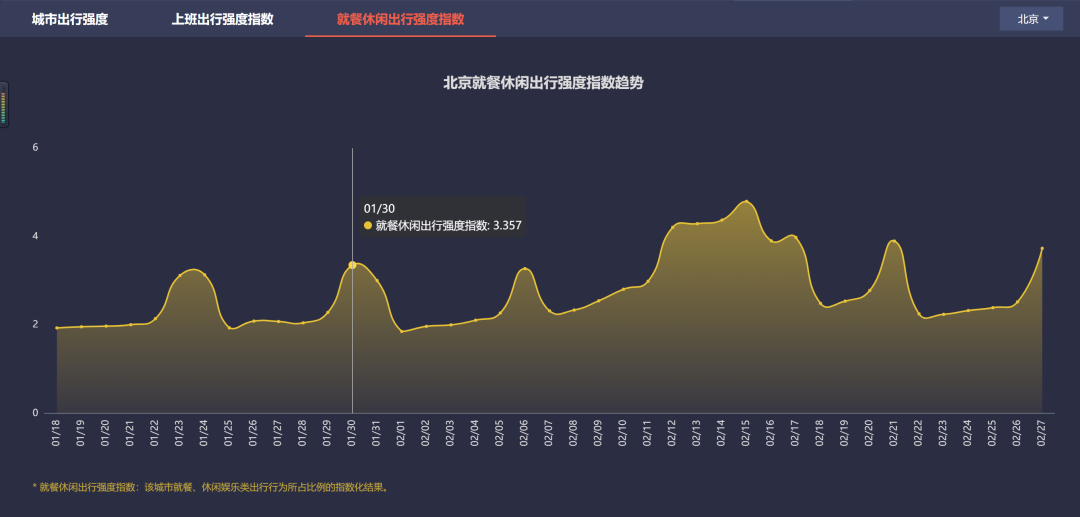 城市出行强度 上班出行强度指数 就餐休闲出行强度指数 北京
北京就餐休闲出行强度指数趋势
6
01/30
就餐休闲出行强度指数: 3.357
4
2
0
01/18 01/19 01/20 01/21 01/22 01/23 01/24 01/25 01/26 01/27 01/28 01/29 01/30 01/31 02/01 02/02 02/03 02/04 02/05 02/06 02/07 02/08 02/09 02/10 02/11 02/12 02/13 02/14 02/15 02/16 02/17 02/18 02/19 02/20 02/21 02/22 02/23 02/24 02/25 02/26 02/27
* 就餐休闲出行强度指数：该城市就餐、休闲娱乐类出行行为所占比例的指数化结果。